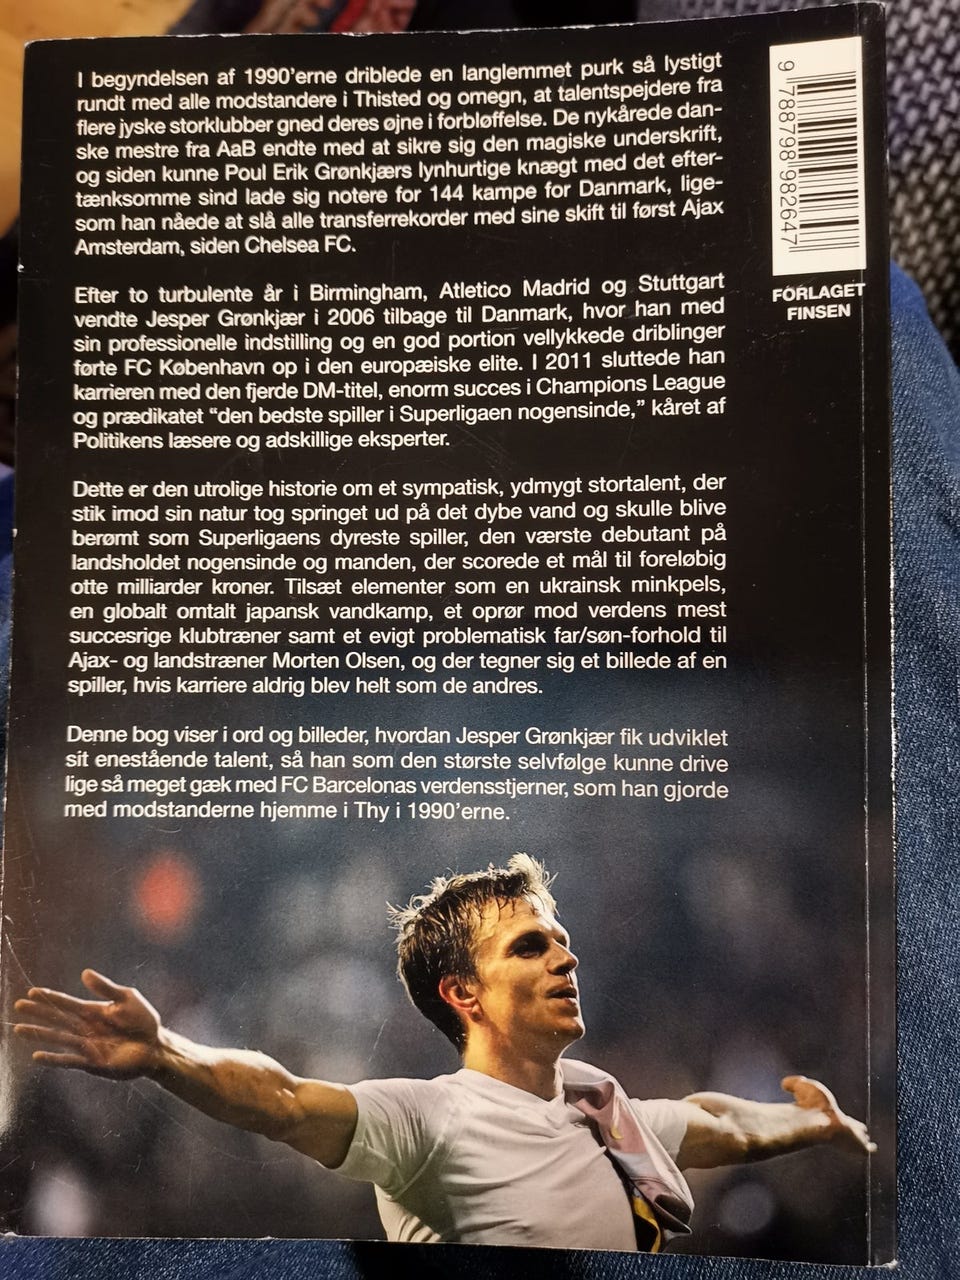 I begyndelsen af 1990'erne driblede en langlemmet purk så lystigt
rundt med alle modstandere i Thisted og omegn, at talentspejdere fra
flere jyske storklubber gned deres øjne i forbløffelse. De nykårede dan-
ske mestre fra AaB endte med at sikre sig den magiske underskrift,
og siden kunne Poul Erik Grønkjærs lynhurtige knægt med det efter-
tænksomme sind lade sig notere for 144 kampe for Danmark, lige-
som han nåede at slå alle transferrekorder med sine skift til først Ajax
Amsterdam, siden Chelsea FC.
Efter to turbulente år i Birmingham, Atletico Madrid og Stuttgart
vendte Jesper Grønkjær i 2006 tilbage til Danmark, hvor han med
sin professionelle indstilling og en god portion vellykkede driblinger
førte FC København op i den europæiske elite. I 2011 sluttede han
karrieren med den fjerde DM-titel, enorm succes i Champions League
og prædikatet “den bedste spiller i Superligaen nogensinde,” kåret af
Politikens læsere og adskillige eksperter.
Dette er den utrolige historie om et sympatisk, ydmygt stortalent, der
stik imod sin natur tog springet ud på det dybe vand og skulle blive
berømt som Superligaens dyreste spiller, den værste debutant på
landsholdet nogensinde og manden, der scorede et mål til foreløbig
otte milliarder kroner. Tilsæt elementer som en ukrainsk minkpels,
en globalt omtalt japansk vandkamp, et oprør mod verdens mest
succesrige klubtræner samt et evigt problematisk far/søn-forhold til
Ajax- og landstræner Morten Olsen, og der tegner sig et billede af en
spiller, hvis karriere aldrig blev helt som de andres.
Denne bog viser i ord og billeder, hvordan Jesper Grønkjær fik udviklet
sit enestående talent, så han som den største selvfølge kunne drive
lige så meget gæk med FC Barcelonas verdensstjerner, som han gjorde
med modstanderne hjemme i Thy i 1990'erne.
9 788798 982647
FORLAGET
FINSEN